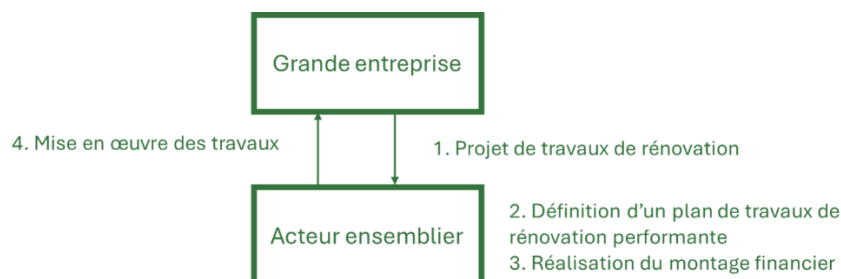 Grande entreprise
4. Mise en œuvre des travaux
1. Projet de travaux de rénovation
Acteur ensemblier
2. Définition d’un plan de travaux de
rénovation performante
3. Réalisation du montage financier